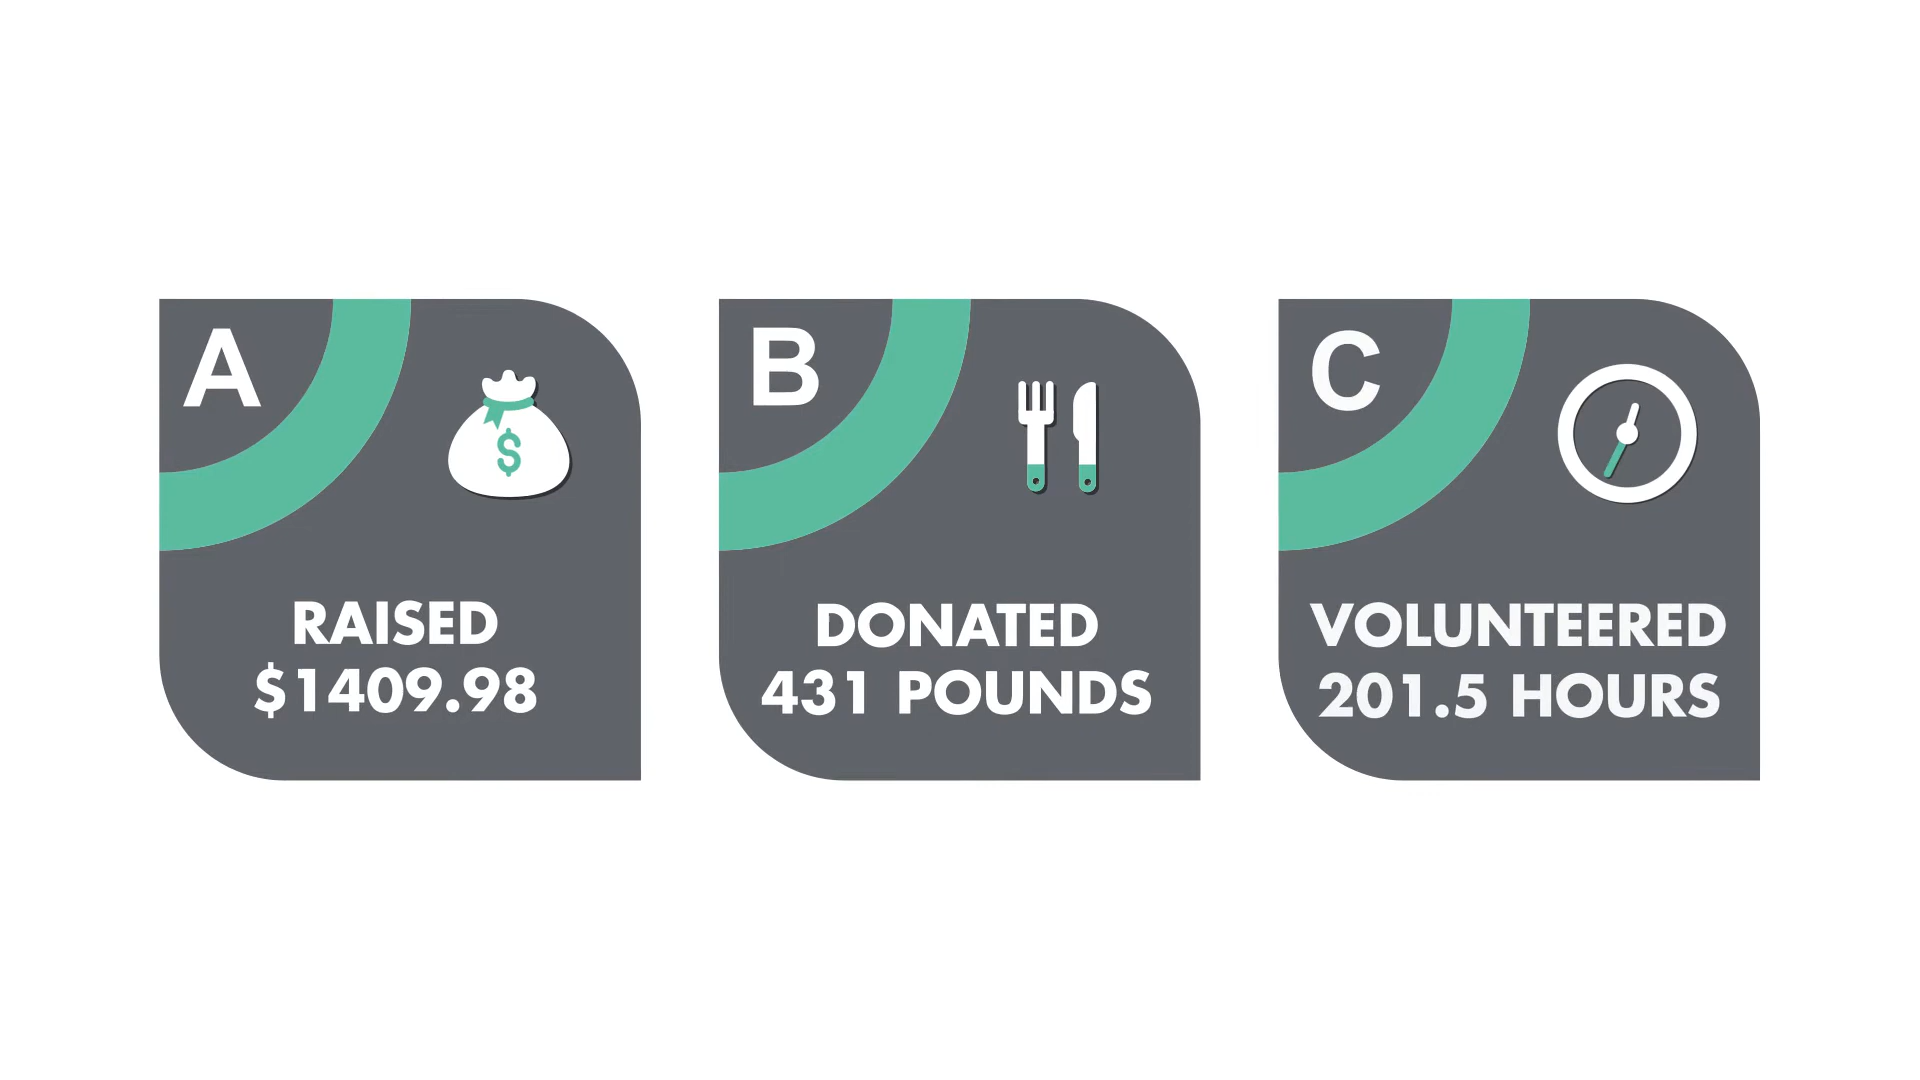 A
$
RAISED
$1409.98
B
DONATED
431 POUNDS
C
VOLUNTEERED
201.5 HOURS